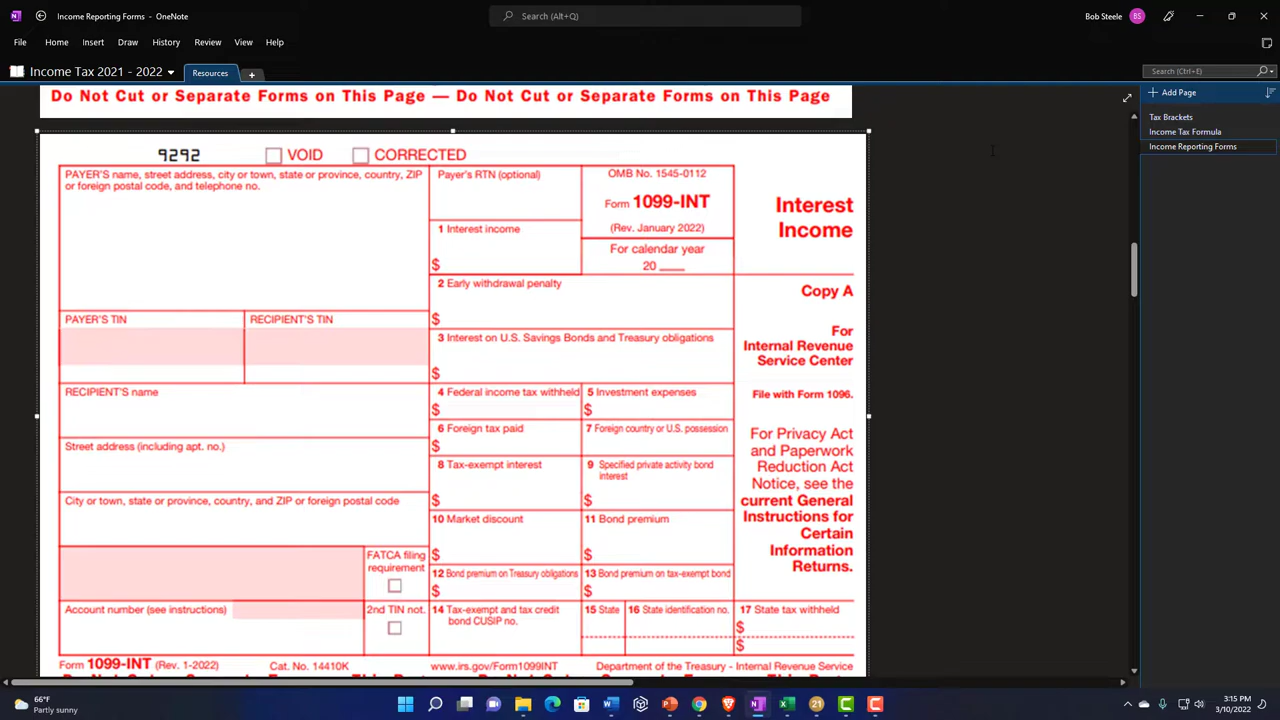 Income Reporting Forms - OneNote
Search (Alt+Q)
Bob Steele
BS
File Home Insert Draw History Review View Help
Income Tax 2021 - 2022
Resources
Search (Ctrl+E)
Do Not Cut or Separate Forms on This Page — Do Not Cut or Separate Forms on This Page
Add Page
Tax Brackets
Income Tax Formula
Income Reporting Forms
9292
VOID
CORRECTED
PAYER'S name, street address, city or town, state or province, country, ZIP
or foreign postal code, and telephone no.
Payer's RTN (optional)
OMB No. 1545-0112
Form 1099-INT
(Rev. January 2022)
For calendar year
20 ____
Interest
Income
1 Interest income
$
2 Early withdrawal penalty
$
Copy A
For
Internal Revenue
Service Center
File with Form 1096.
For Privacy Act
and Paperwork
Reduction Act
Notice, see the
current General
Instructions for
Certain
Information
Returns.
PAYER'S TIN
RECIPIENT'S TIN
3 Interest on U.S. Savings Bonds and Treasury obligations
$
RECIPIENT'S name
4 Federal income tax withheld
$
5 Investment expenses
$
6 Foreign tax paid
$
7 Foreign country or U.S. possession
Street address (including apt. no.)
8 Tax-exempt interest
$
9 Specified private activity bond
interest
$
City or town, state or province, country, and ZIP or foreign postal code
10 Market discount
$
11 Bond premium
$
FATCA filing
requirement
12 Bond premium on Treasury obligations
$
13 Bond premium on tax-exempt bond
$
Account number (see instructions)
2nd TIN not.
14 Tax-exempt and tax credit
bond CUSIP no.
15 State
16 State identification no.
17 State tax withheld
$
$
Form 1099-INT (Rev. 1-2022)
Cat. No. 14410K
www.irs.gov/Form1099INT
Department of the Treasury - Internal Revenue Service
66°F
Partly sunny
21
3:15 PM
3/10/2022